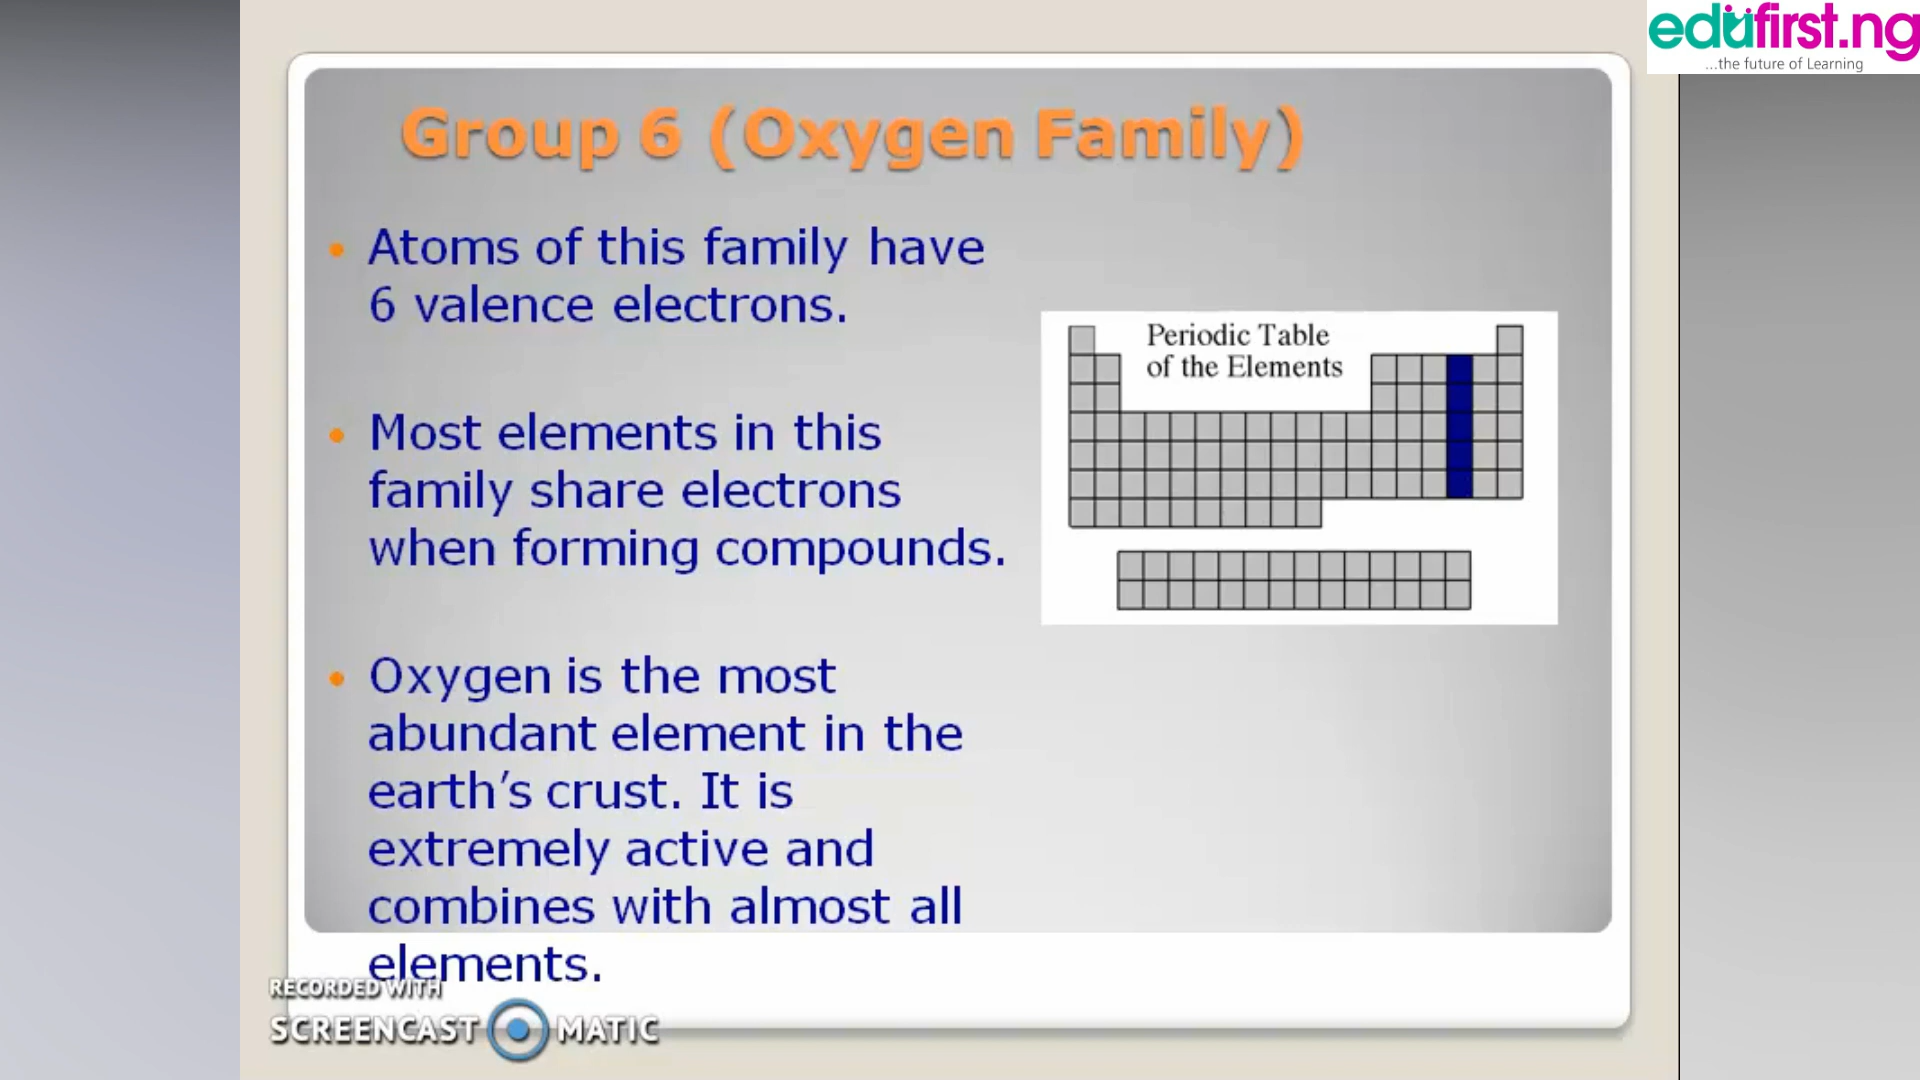 edufirst.ng
...the future of Learning
Group 6 (Oxygen Family)
• Atoms of this family have
6 valence electrons.
• Most elements in this
family share electrons
when forming compounds.
• Oxygen is the most
abundant element in the
earth’s crust. It is
extremely active and
combines with almost all
elements.
Periodic Table
of the Elements
RECORDED WITH
SCREENCAST MATIC